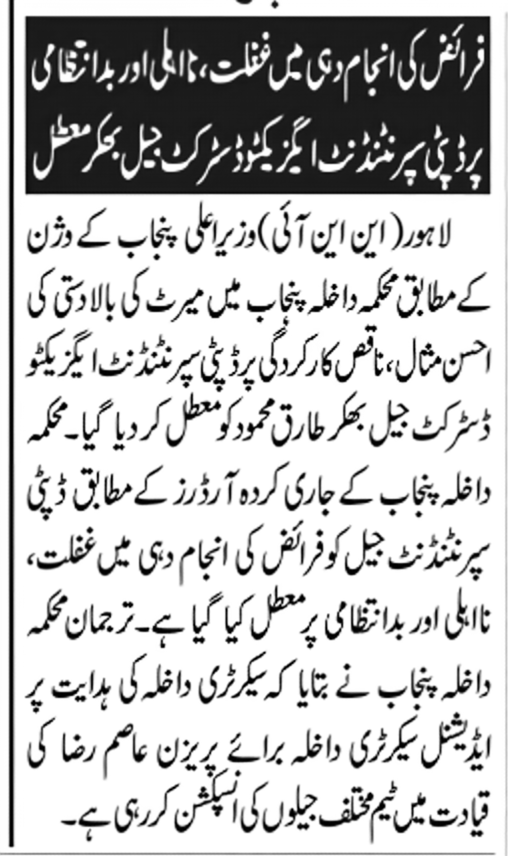 فرائض کی انجام دہی میں غفلت، نااہلی اور بدانتظامی
پر ڈپٹی سپرنٹنڈنٹ ایگزیکٹو ڈسٹرکٹ جیل بھکر معطل
لاہور( این این آئی)وزیراعلیٰ پنجاب کے وژن
کے مطابق محکمہ داخلہ پنجاب میں میرٹ کی بالادستی کی
احسن مثال، ناقص کارکردگی پر ڈپٹی سپرنٹنڈنٹ ایگزیکٹو
ڈسٹرکٹ جیل بھکر طارق محمود کو معطل کر دیا گیا۔ محکمہ
داخلہ پنجاب کے جاری کردہ آرڈرز کے مطابق ڈپٹی
سپرنٹنڈنٹ جیل کو فرائض کی انجام دہی میں غفلت،
نااہلی اور بدانتظامی پر معطل کیا گیا ہے۔ ترجمان محکمہ
داخلہ پنجاب نے بتایا کہ سیکرٹری داخلہ کی ہدایت پر
ایڈیشنل سیکرٹری داخلہ برائے پریزن عاصم رضا کی
قیادت میں ٹیم مختلف جیلوں کی انسپکشن کر رہی ہے۔